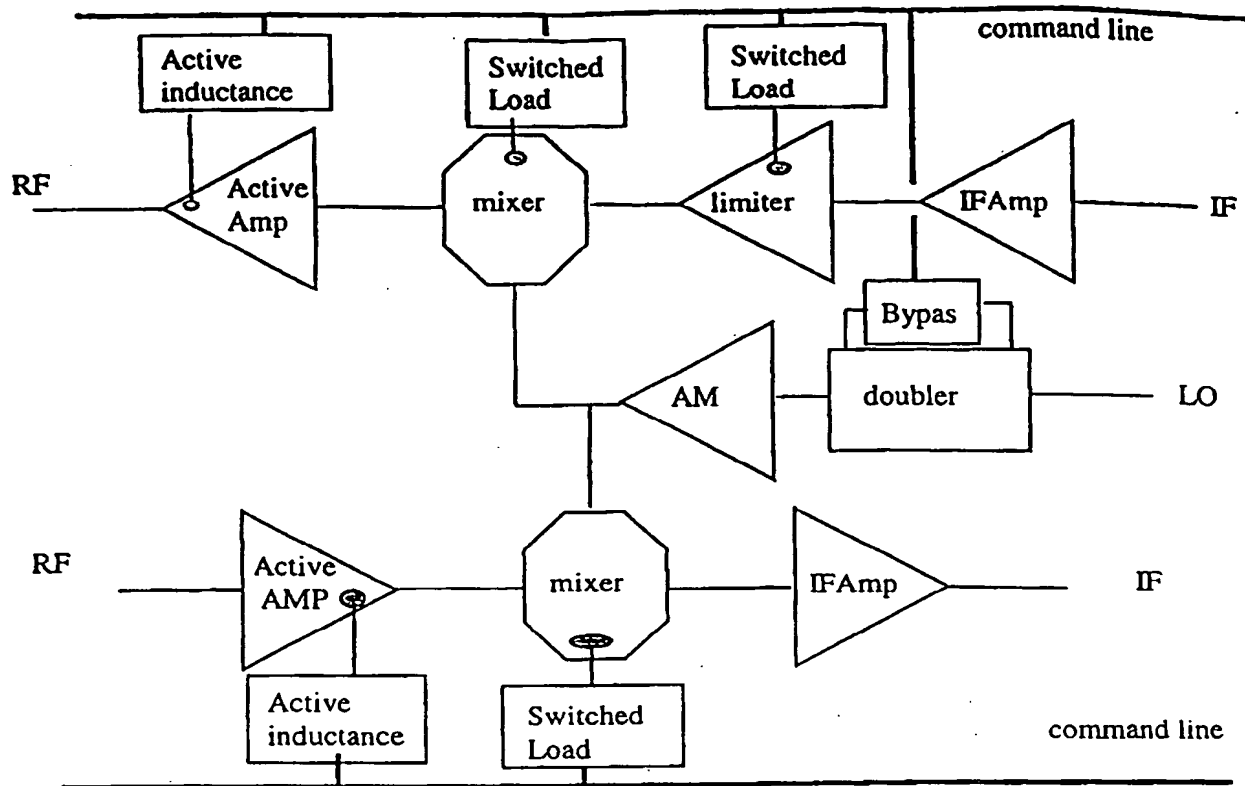 command line
Active
inductance
Switched
Load
Switched
Load
RF
Active
Amp
mixer
limiter
IFAmp
IF
Bypas
AM
doubler
LO
RF
Active
AMP
mixer
IFAmp
IF
Active
inductance
Switched
Load
command line